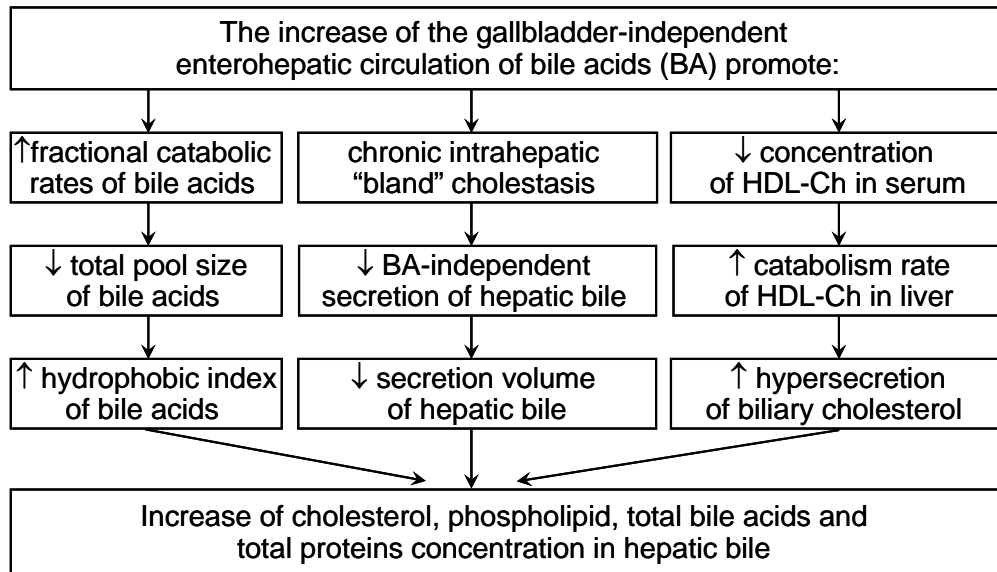 The increase of the gallbladder-independent
enterohepatic circulation of bile acids (BA) promote:
↑fractional catabolic
rates of bile acids
chronic intrahepatic
“bland” cholestasis
↓ concentration
of HDL-Ch in serum
↓ total pool size
of bile acids
↓ BA-independent
secretion of hepatic bile
↑ catabolism rate
of HDL-Ch in liver
↑ hydrophobic index
of bile acids
↓ secretion volume
of hepatic bile
↑ hypersecretion
of biliary cholesterol
Increase of cholesterol, phospholipid, total bile acids and
total proteins concentration in hepatic bile